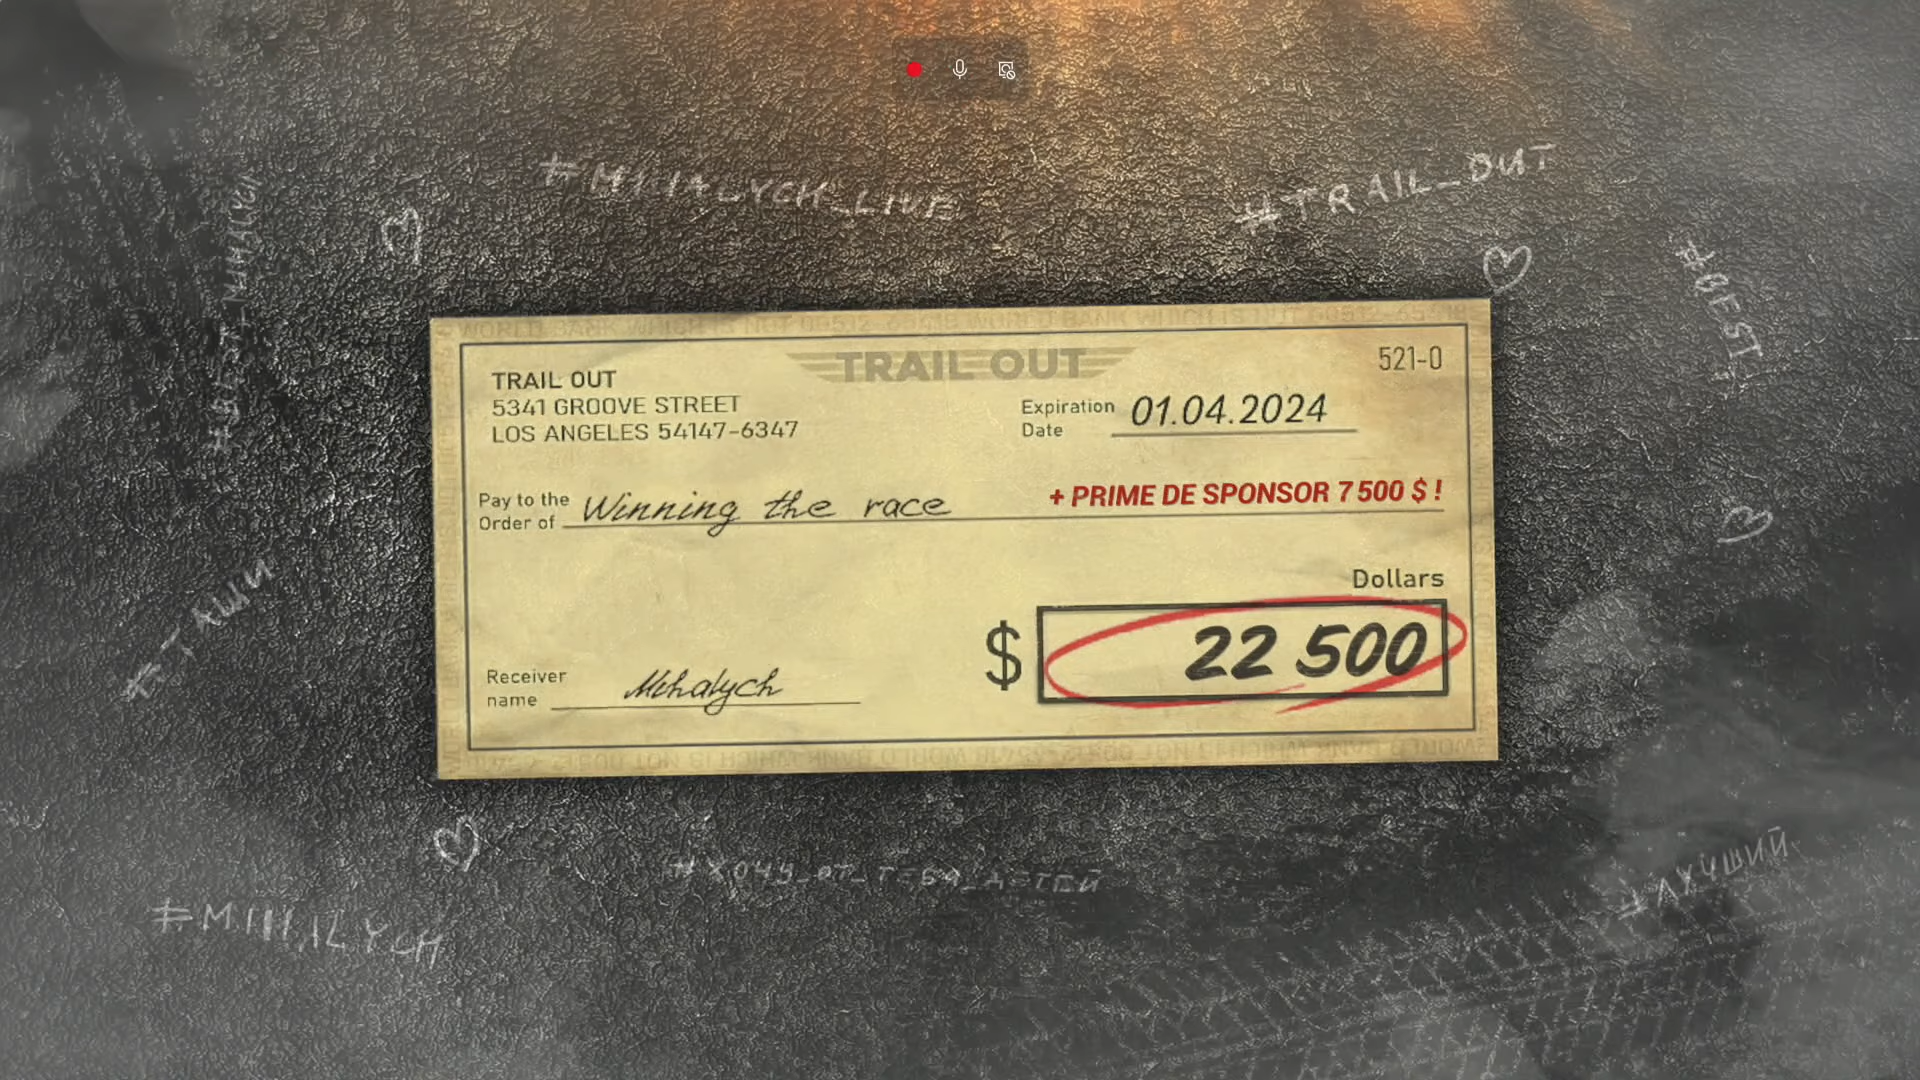 #MIHALYCH_LIVE
#TRAIL_OUT
#BEST
#BEST_MIHALYCH
TRAIL OUT
521-0
TRAIL OUT
5341 GROOVE STREET
LOS ANGELES 54147-6347
Expiration
Date
01.04.2024
Pay to the
Order of
Winning the race
+ PRIME DE SPONSOR 7 500 $ !
Dollars
$ 22 500
Receiver
name
Mihalych
#ХОЧУ_ОТ_ТЕБЯ_ДЕТЕЙ
#ЛУЧШИЙ
#MIHALYCH